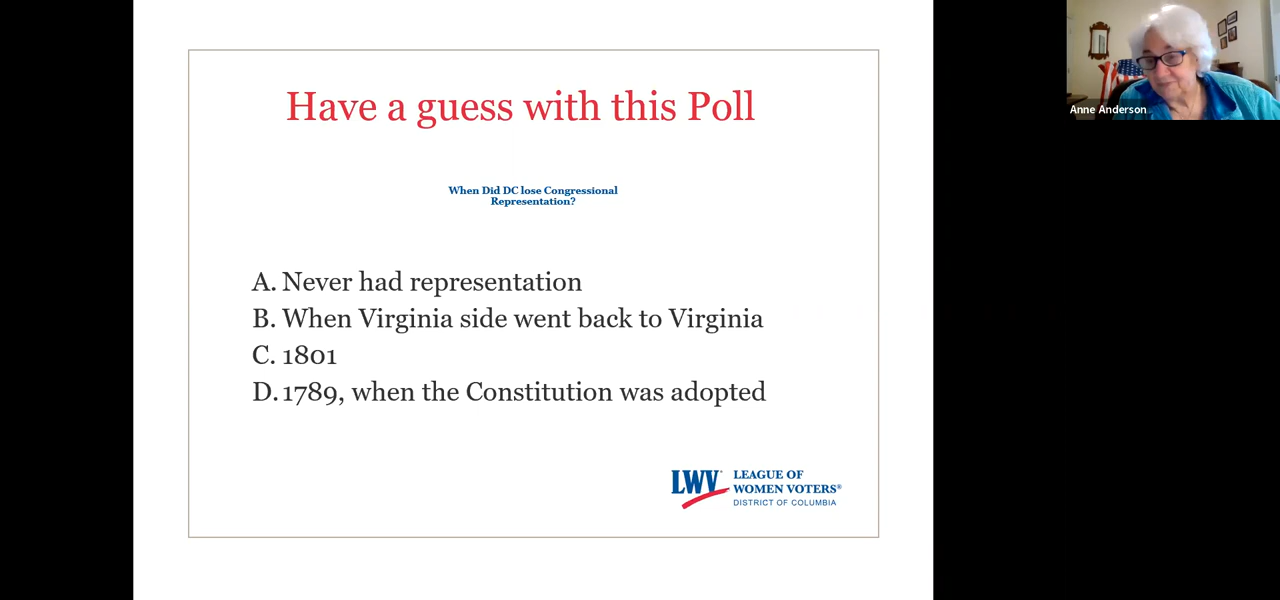 Have a guess with this Poll
Anne Anderson
When Did DC lose Congressional
Representation?
A. Never had representation
B. When Virginia side went back to Virginia
C. 1801
D. 1789, when the Constitution was adopted
LWV® LEAGUE OF
WOMEN VOTERS®
DISTRICT OF COLUMBIA